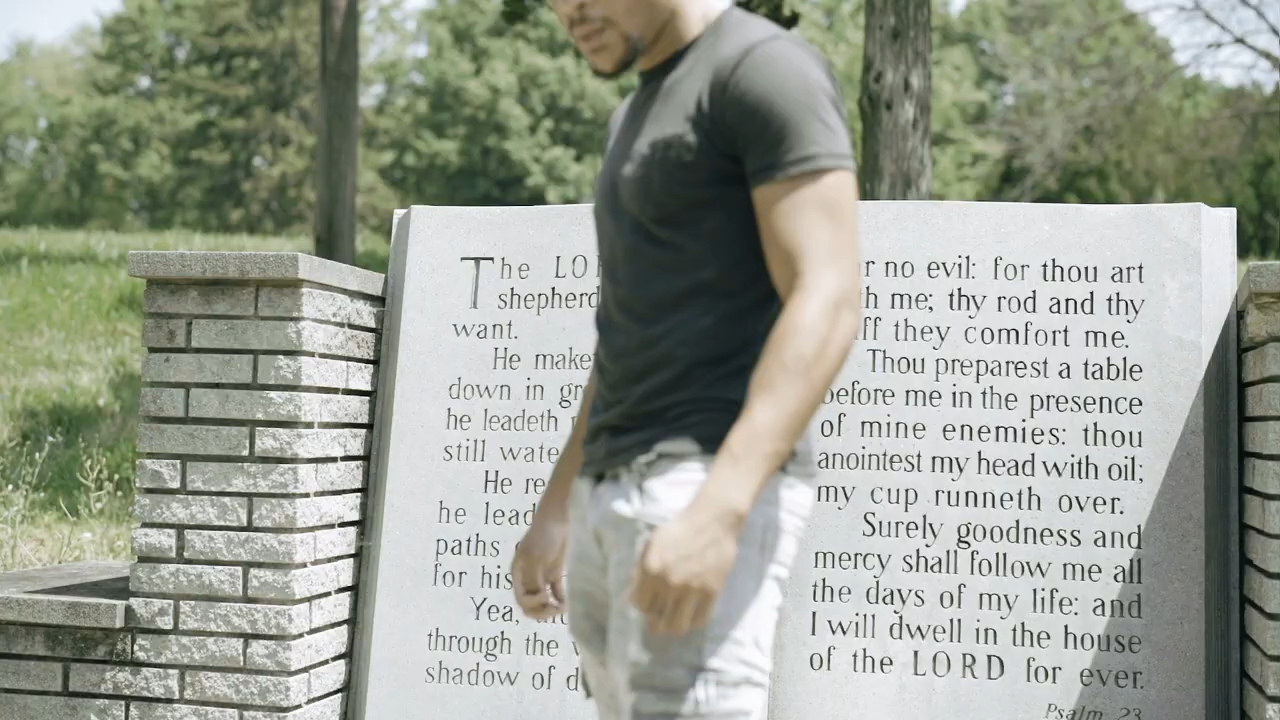 The LOR
shepherd
want.
He make
down in gr
he leadeth
still wate
He re
he lead
paths
for his
Yea,
through the
shadow of d
r no evil: for thou art
th me; thy rod and thy
ff they comfort me.
Thou preparest a table
before me in the presence
of mine enemies: thou
anointest my head with oil;
my cup runneth over.
Surely goodness and
mercy shall follow me all
the days of my life: and
I will dwell in the house
of the LORD for ever.
Psalm 23